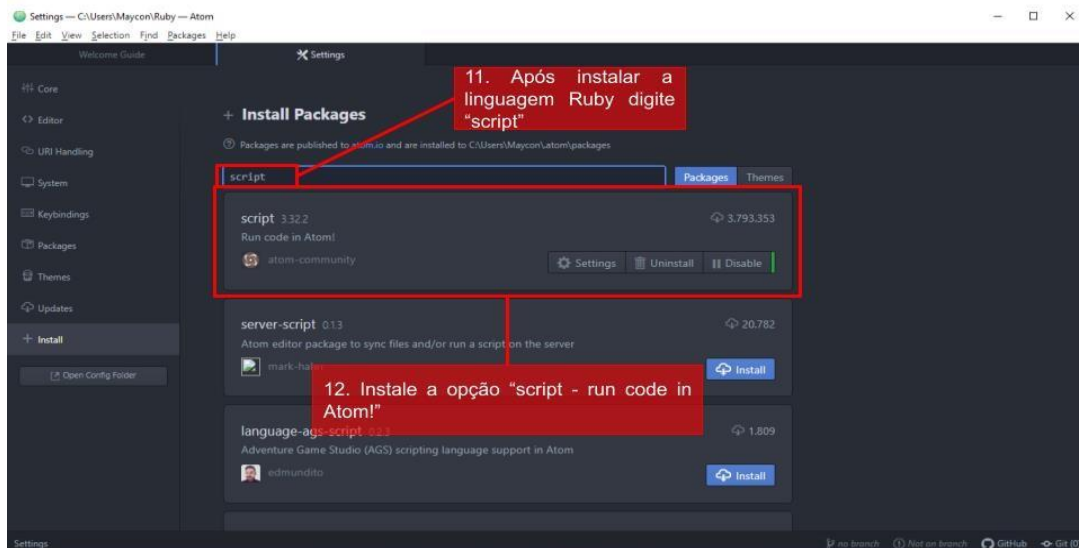 Settings — C:\Users\Maycon\Ruby — Atom
File Edit View Selection Find Packages Help
Welcome Guide
Settings
Core
Editor
URI Handling
System
Keybindings
Packages
Themes
Updates
+ Install
Open Config Folder
11. Após instalar a
linguagem Ruby digite
“script”
+ Install Packages
? Packages are published to atom.io and are installed to C:\Users\Maycon\.atom\packages
script
Packages Themes
script 3.32.2
3.793.353
Run code in Atom!
atom-community
Settings Uninstall Disable
server-script 0.1.3
20.782
Atom editor package to sync files and/or run a script on the server
Install
12. Instale a opção “script - run code in
Atom!”
language-ags-script 0.2.3
1.809
Adventure Game Studio (AGS) scripting language support in Atom
edmundito
Install
Settings
no branch Not on branch GitHub Git (0)